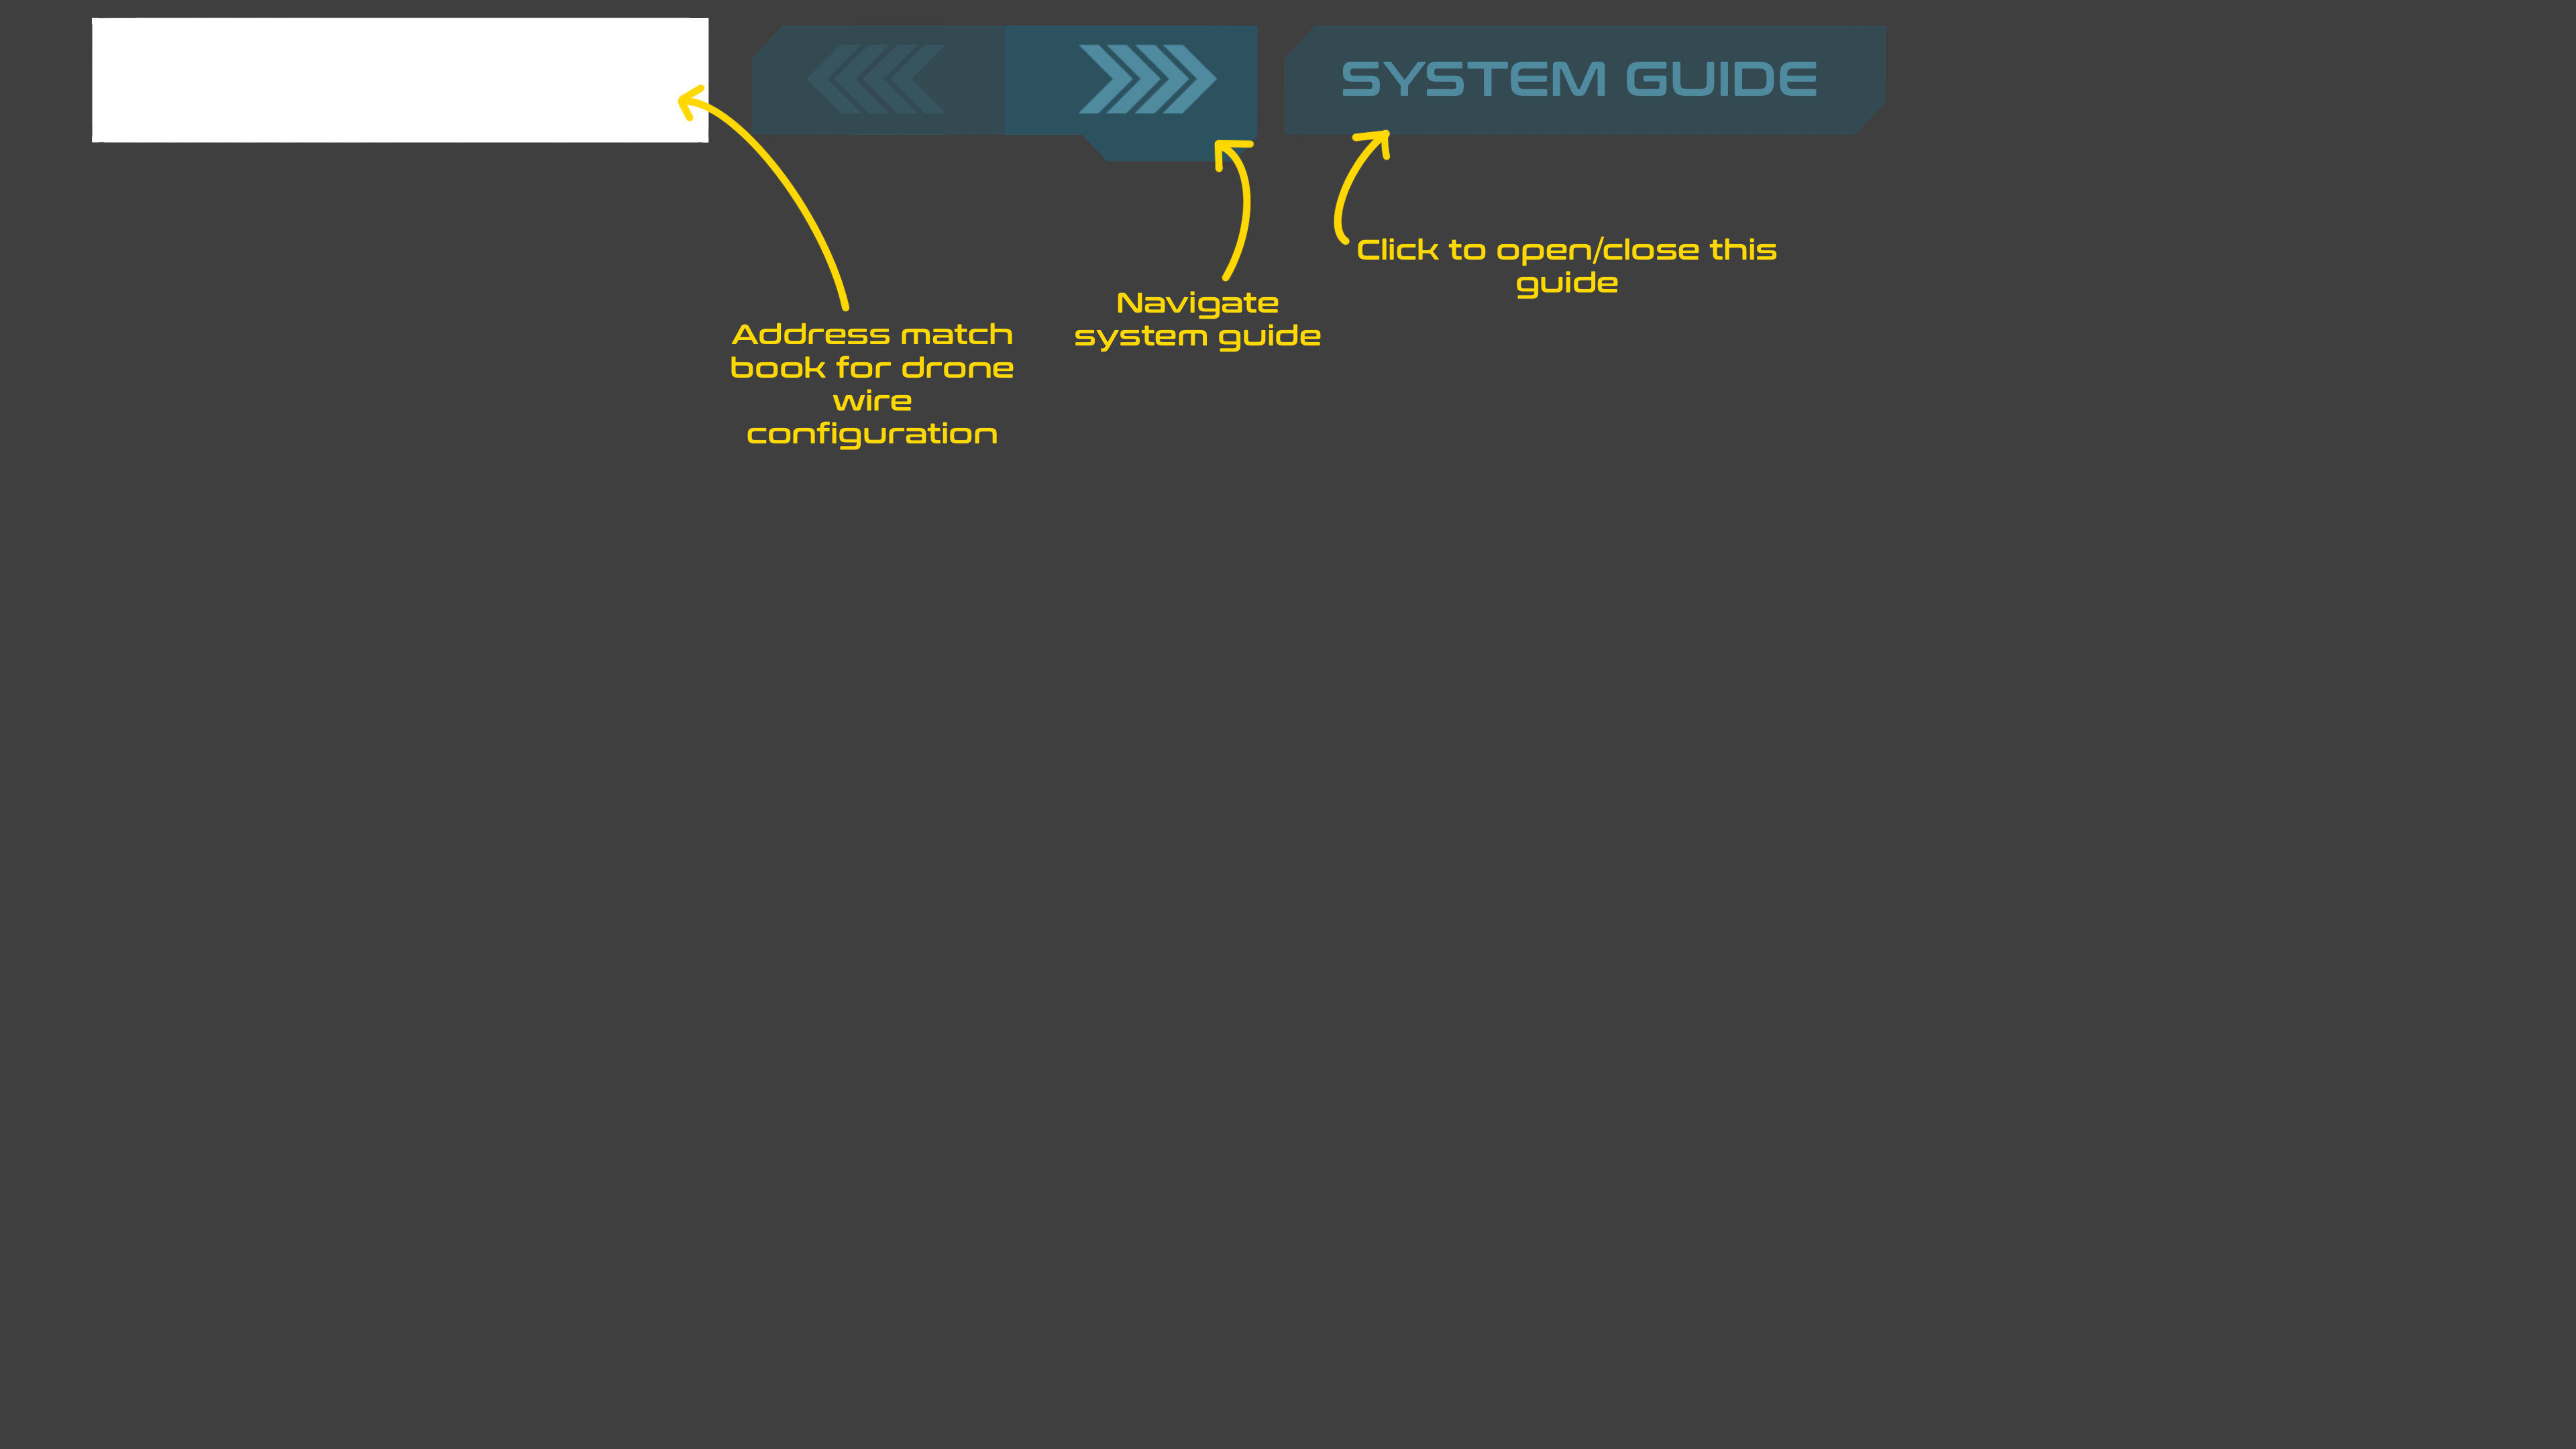 SYSTEM GUIDE
Click to open/close this
guide
Navigate
system guide
Address match
book for drone
wire
configuration